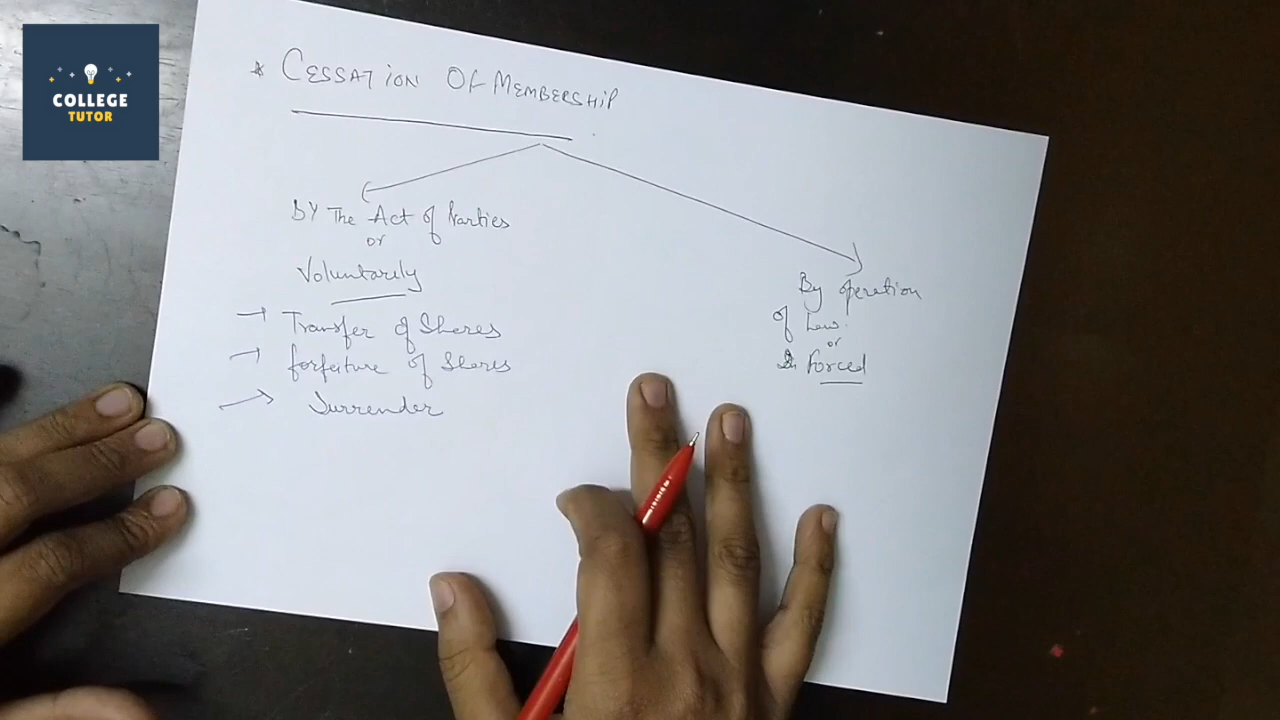 COLLEGE
TUTOR
* CESSATION OF MEMBERSHIP
BY The Act of Parties
or
Voluntarily
→ Transfer of Shares
→ forfeiture of Shares
→ Surrender
By operation
of Law.
or
Forced